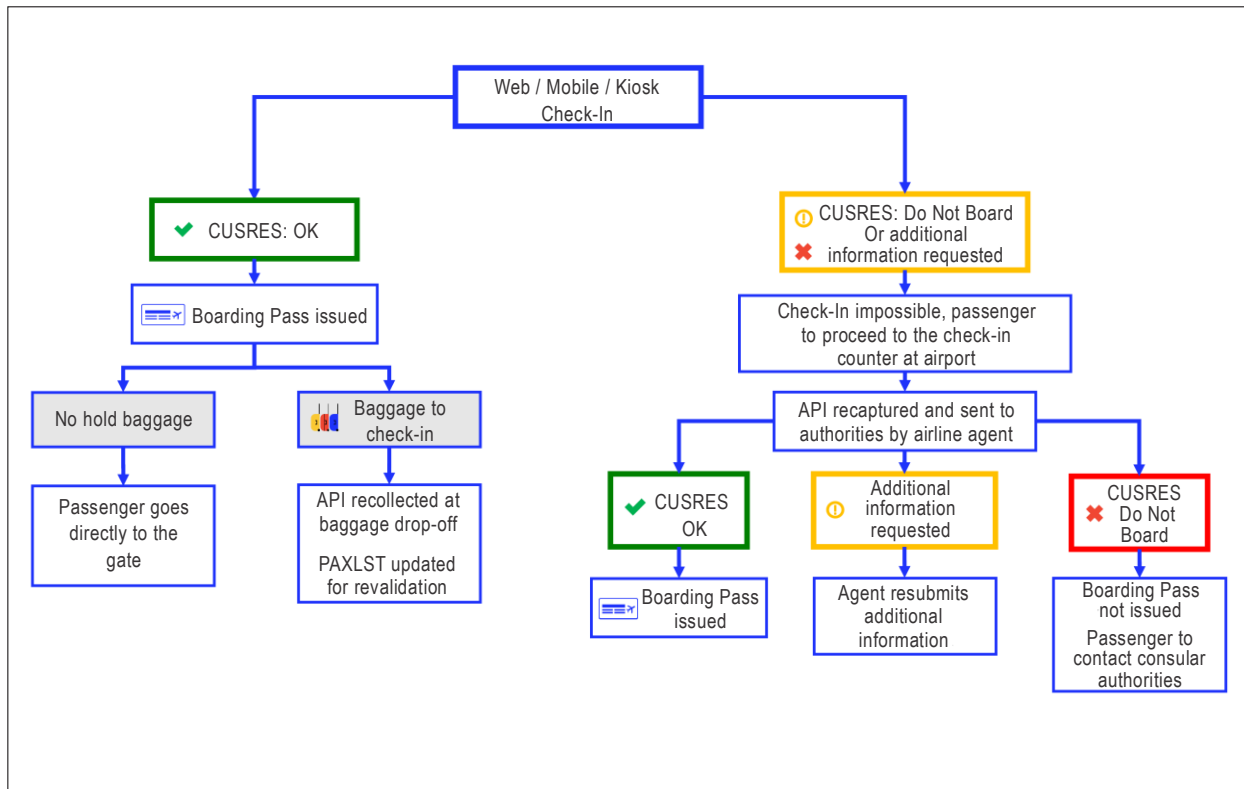 Web / Mobile / Kiosk
Check-In
CUSRES: OK
CUSRES: Do Not Board
Or additional
information requested
Boarding Pass issued
Check-In impossible, passenger
to proceed to the check-in
counter at airport
No hold baggage
Baggage to
check-in
API recaptured and sent to
authorities by airline agent
Passenger goes
directly to the
gate
API recollected at
baggage drop-off
PAXLST updated
for revalidation
CUSRES
OK
Additional
information
requested
CUSRES
Do Not
Board
Boarding Pass
issued
Agent resubmits
additional
information
Boarding Pass
not issued
Passenger to
contact consular
authorities